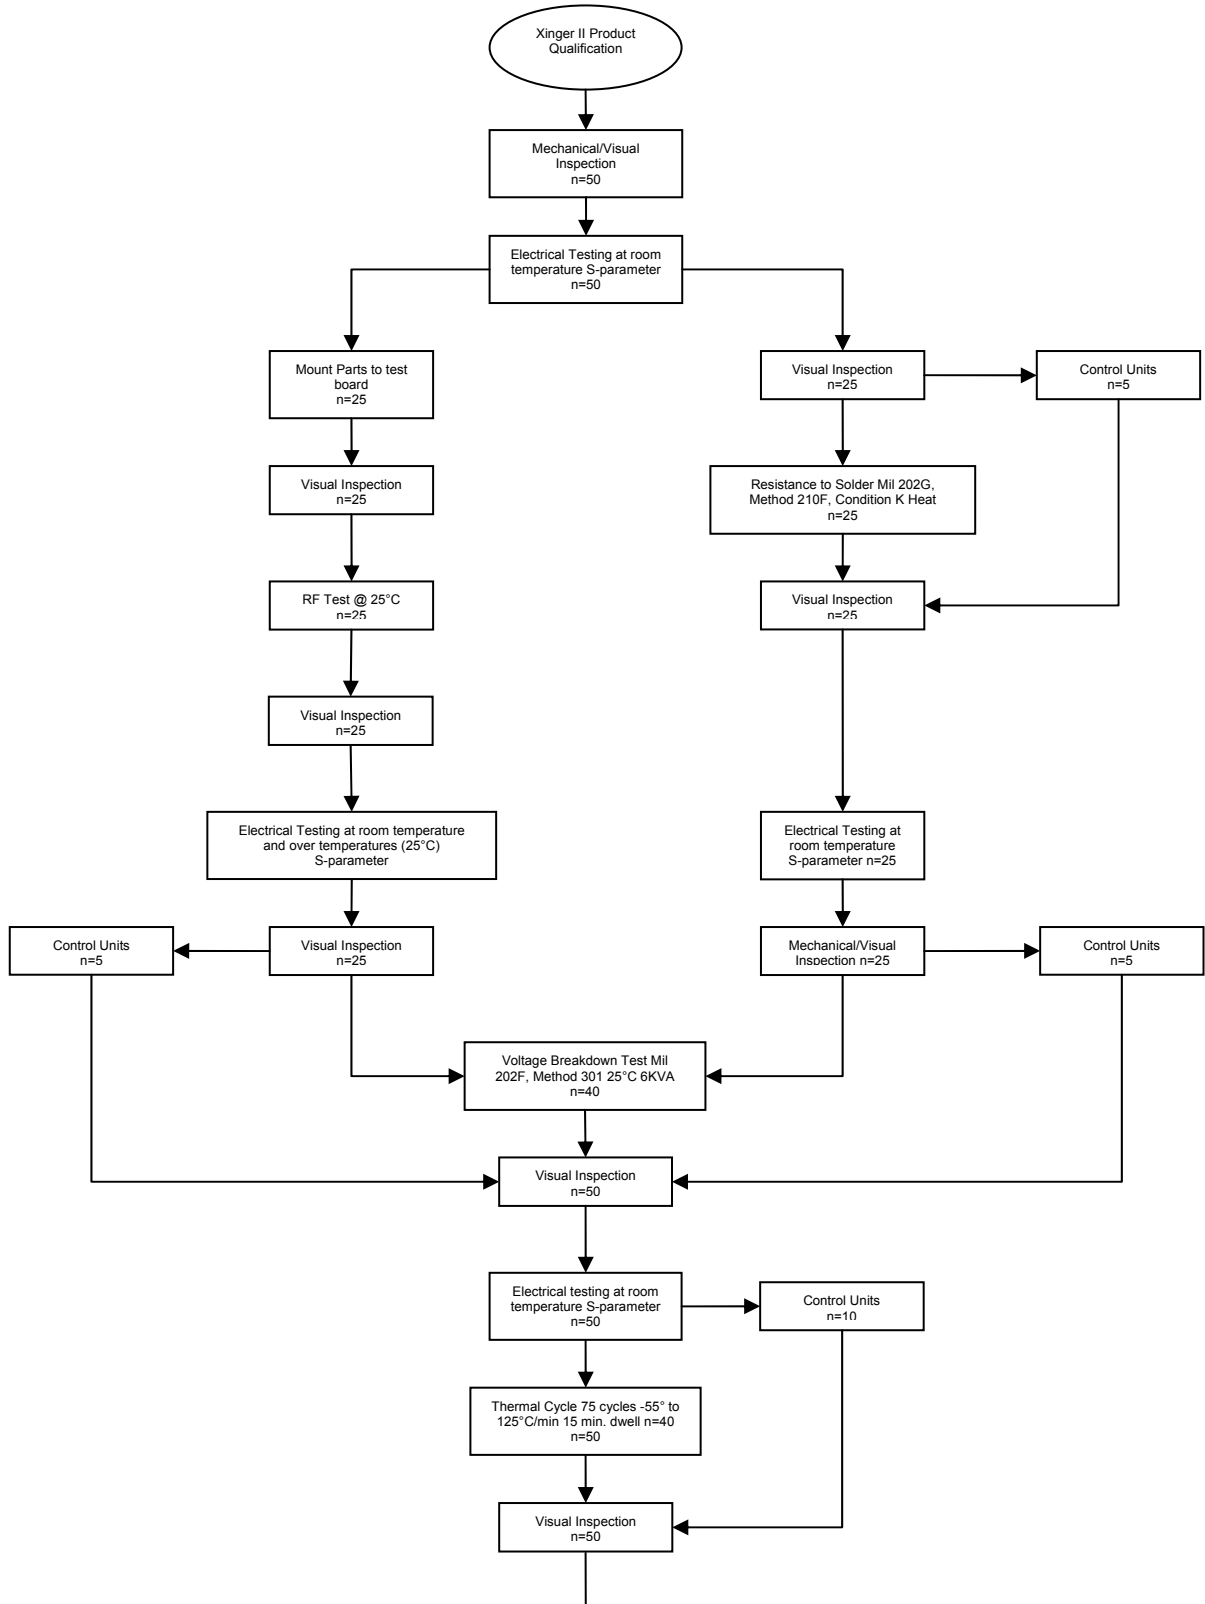 Xinger II Product
Qualification
Mechanical/Visual
Inspection
n=50
Electrical Testing at room
temperature S-parameter
n=50
Mount Parts to test
board
n=25
Visual Inspection
n=25
Control Units
n=5
Visual Inspection
n=25
Resistance to Solder Mil 202G,
Method 210F, Condition K Heat
n=25
RF Test @ 25°C
n=25
Visual Inspection
n=25
Visual Inspection
n=25
Electrical Testing at room temperature
and over temperatures (25°C)
S-parameter
Electrical Testing at
room temperature
S-parameter n=25
Control Units
n=5
Visual Inspection
n=25
Mechanical/Visual
Inspection n=25
Control Units
n=5
Voltage Breakdown Test Mil
202F, Method 301 25°C 6KVA
n=40
Visual Inspection
n=50
Electrical testing at room
temperature S-parameter
n=50
Control Units
n=10
Thermal Cycle 75 cycles -55° to
125°C/min 15 min. dwell n=40
n=50
Visual Inspection
n=50